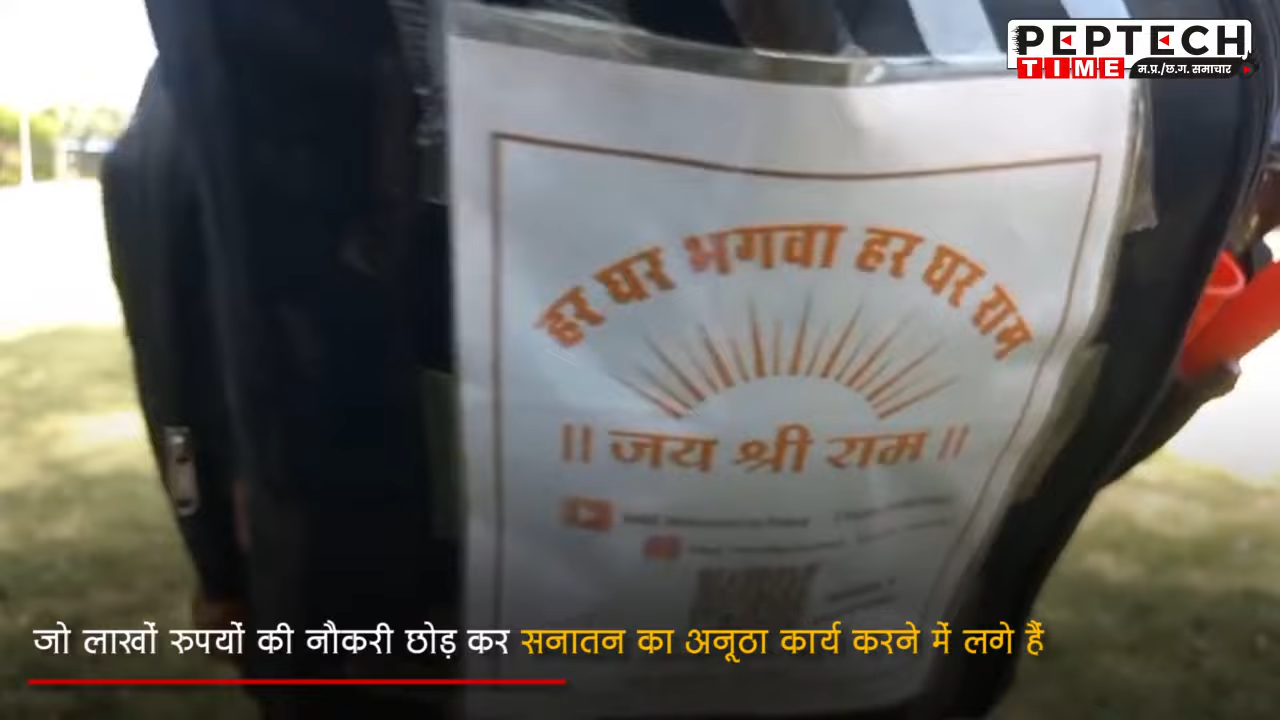 PEPTECH
TIME म.प्र./छ.ग. समाचार
हर घर भगवा हर घर राम
|| जय श्री राम ||
जो लाखों रुपयों की नौकरी छोड़ कर सनातन का अनूठा कार्य करने में लगे हैं